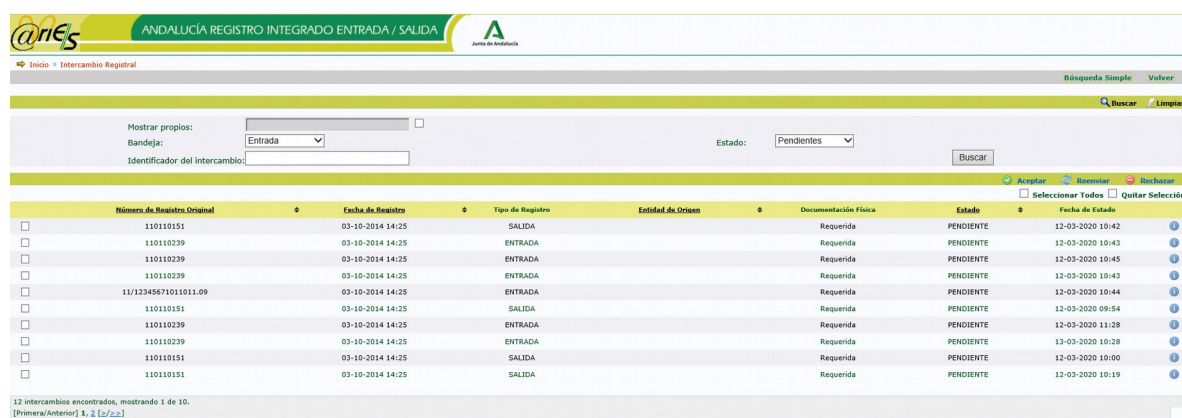 @ries
ANDALUCÍA REGISTRO INTEGRADO ENTRADA / SALIDA
Junta de Andalucía
Inicio » Intercambio Registral
Búsqueda Simple Volver
Buscar Limpiar
Mostrar propios:
Bandeja: Entrada Estado: Pendientes
Identificador del intercambio: Buscar
Aceptar Reenviar Rechazar
Seleccionar Todos Quitar Selección
Número de Registro Original Fecha de Registro Tipo de Registro Entidad de Origen Documentación Física Estado Fecha de Estado
110110151 03-10-2014 14:25 SALIDA Requerida PENDIENTE 12-03-2020 10:42
110110239 03-10-2014 14:25 ENTRADA Requerida PENDIENTE 12-03-2020 10:43
110110239 03-10-2014 14:25 ENTRADA Requerida PENDIENTE 12-03-2020 10:45
110110239 03-10-2014 14:25 ENTRADA Requerida PENDIENTE 12-03-2020 10:43
11/12345671011011.09 03-10-2014 14:25 ENTRADA Requerida PENDIENTE 12-03-2020 10:44
110110151 03-10-2014 14:25 SALIDA Requerida PENDIENTE 12-03-2020 09:54
110110239 03-10-2014 14:25 ENTRADA Requerida PENDIENTE 12-03-2020 11:28
110110239 03-10-2014 14:25 ENTRADA Requerida PENDIENTE 13-03-2020 10:28
110110151 03-10-2014 14:25 SALIDA Requerida PENDIENTE 12-03-2020 10:00
110110151 03-10-2014 14:25 SALIDA Requerida PENDIENTE 12-03-2020 10:19
12 intercambios encontrados, mostrando 1 de 10.
[Primera/Anterior] 1, 2 [>/>>]